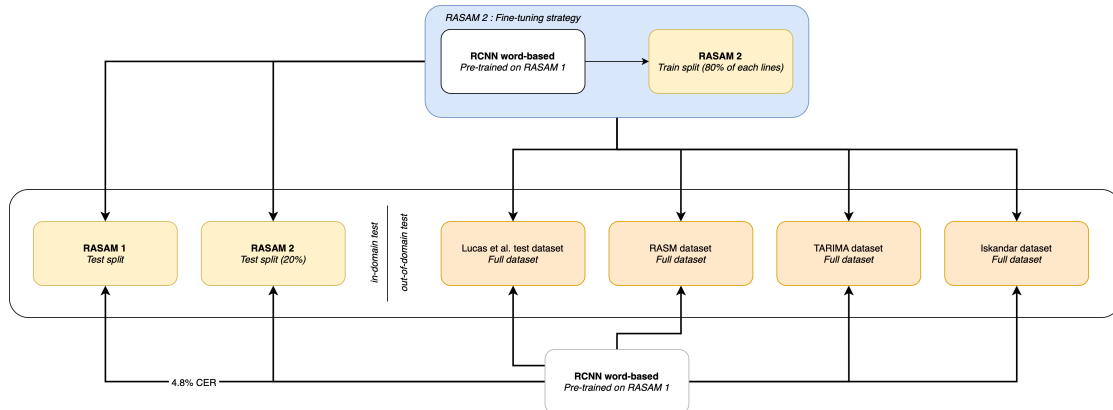 RASAM 2 : Fine-tuning strategy
RCNN word-based
Pre-trained on RASAM 1
RASAM 2
Train split (80% of each lines)
RASAM 1
Test split
RASAM 2
Test split (20%)
in-domain test
out-of-domain test
Lucas et al. test dataset
Full dataset
RASM dataset
Full dataset
TARIMA dataset
Full dataset
Iskandar dataset
Full dataset
4.8% CER
RCNN word-based
Pre-trained on RASAM 1